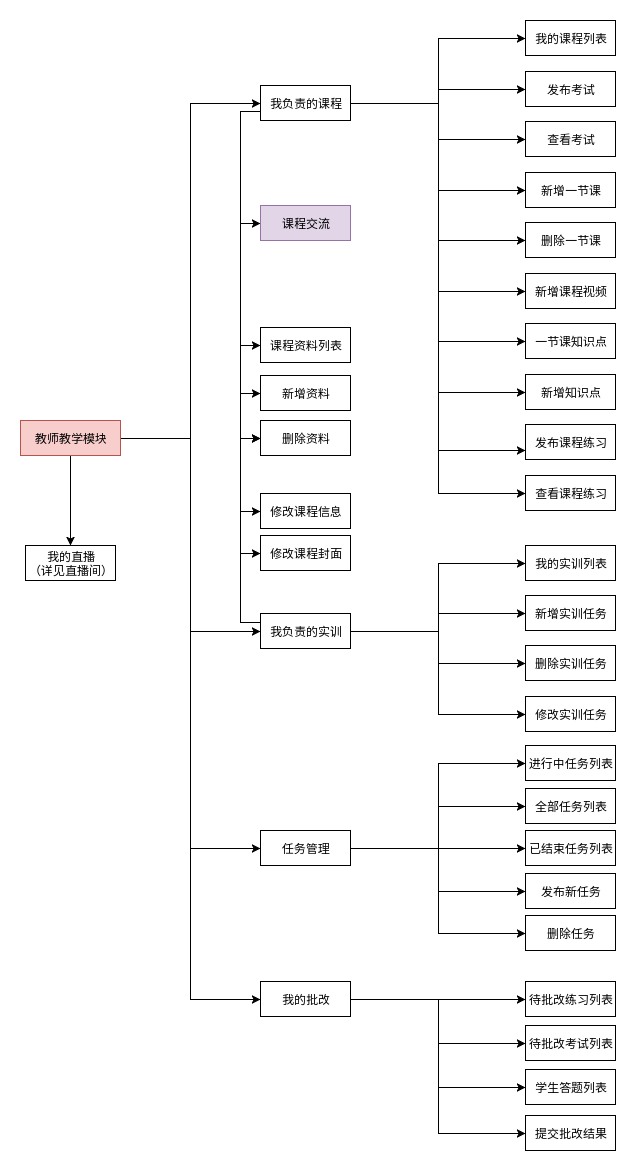 教师教学模块
我的直播
（详见直播间）
我负责的课程
课程交流
课程资料列表
新增资料
删除资料
修改课程信息
修改课程封面
我负责的实训
任务管理
我的批改
我的课程列表
发布考试
查看考试
新增一节课
删除一节课
新增课程视频
一节课知识点
新增知识点
发布课程练习
查看课程练习
我的实训列表
新增实训任务
删除实训任务
修改实训任务
进行中任务列表
全部任务列表
已结束任务列表
发布新任务
删除任务
待批改练习列表
待批改考试列表
学生答题列表
提交批改结果